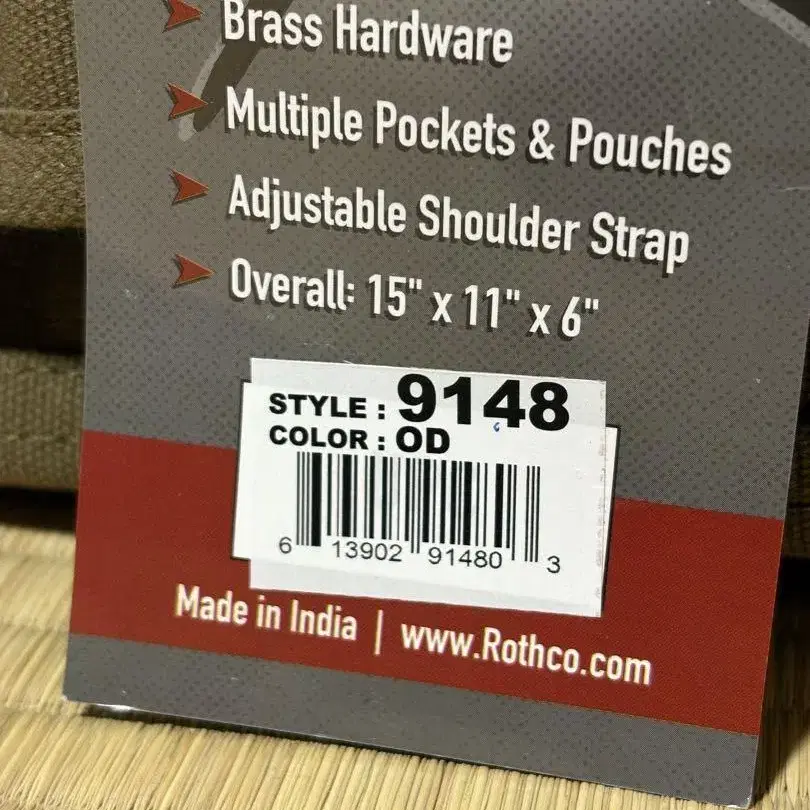 Brass Hardware
Multiple Pockets & Pouches
Adjustable Shoulder Strap
Overall: 15" x 11" x 6"
STYLE : 9148
COLOR : OD
6 13902 91480 3
Made in India | www.Rothco.com